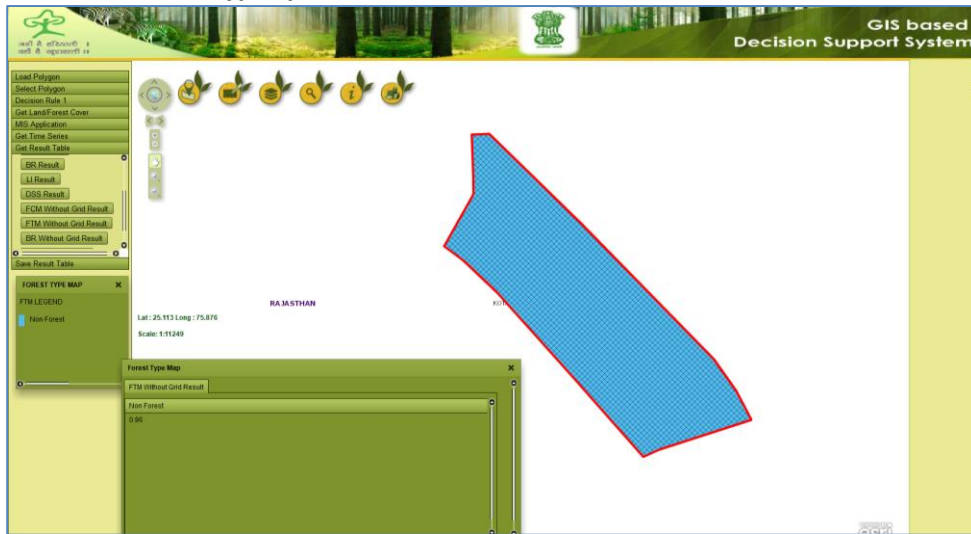 GIS based
Decision Support System
Load Polygon
Select Polygon
Decision Rule 1
Get Land/Forest Cover
MIS Application
Get Time Series
Get Result Table
BR Result
LI Result
DSS Result
FCM Without Grid Result
FTM Without Grid Result
BR Without Grid Result
Save Result Table
FOREST TYPE MAP
FTM LEGEND
Non Forest
RAJASTHAN
KOT
Lat : 25.113 Long : 75.876
Scale: 1:11249
Forest Type Map
FTM Without Grid Result
Non Forest
0.96
esri